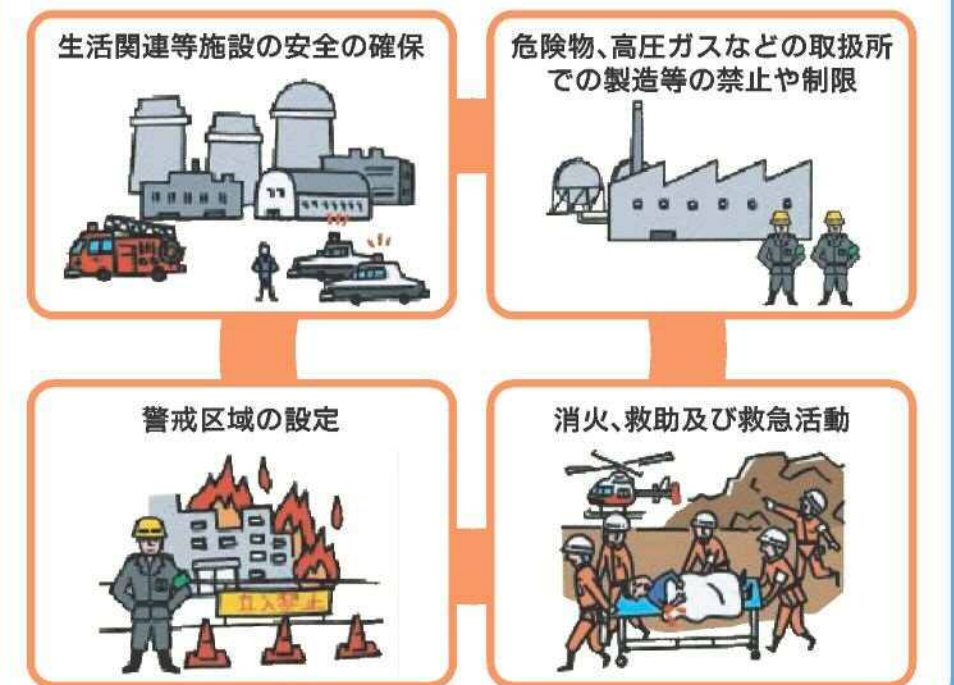 生活関連等施設の安全の確保
危険物、高圧ガスなどの取扱所
での製造等の禁止や制限
警戒区域の設定
立入禁止
消火、救助及び救急活動